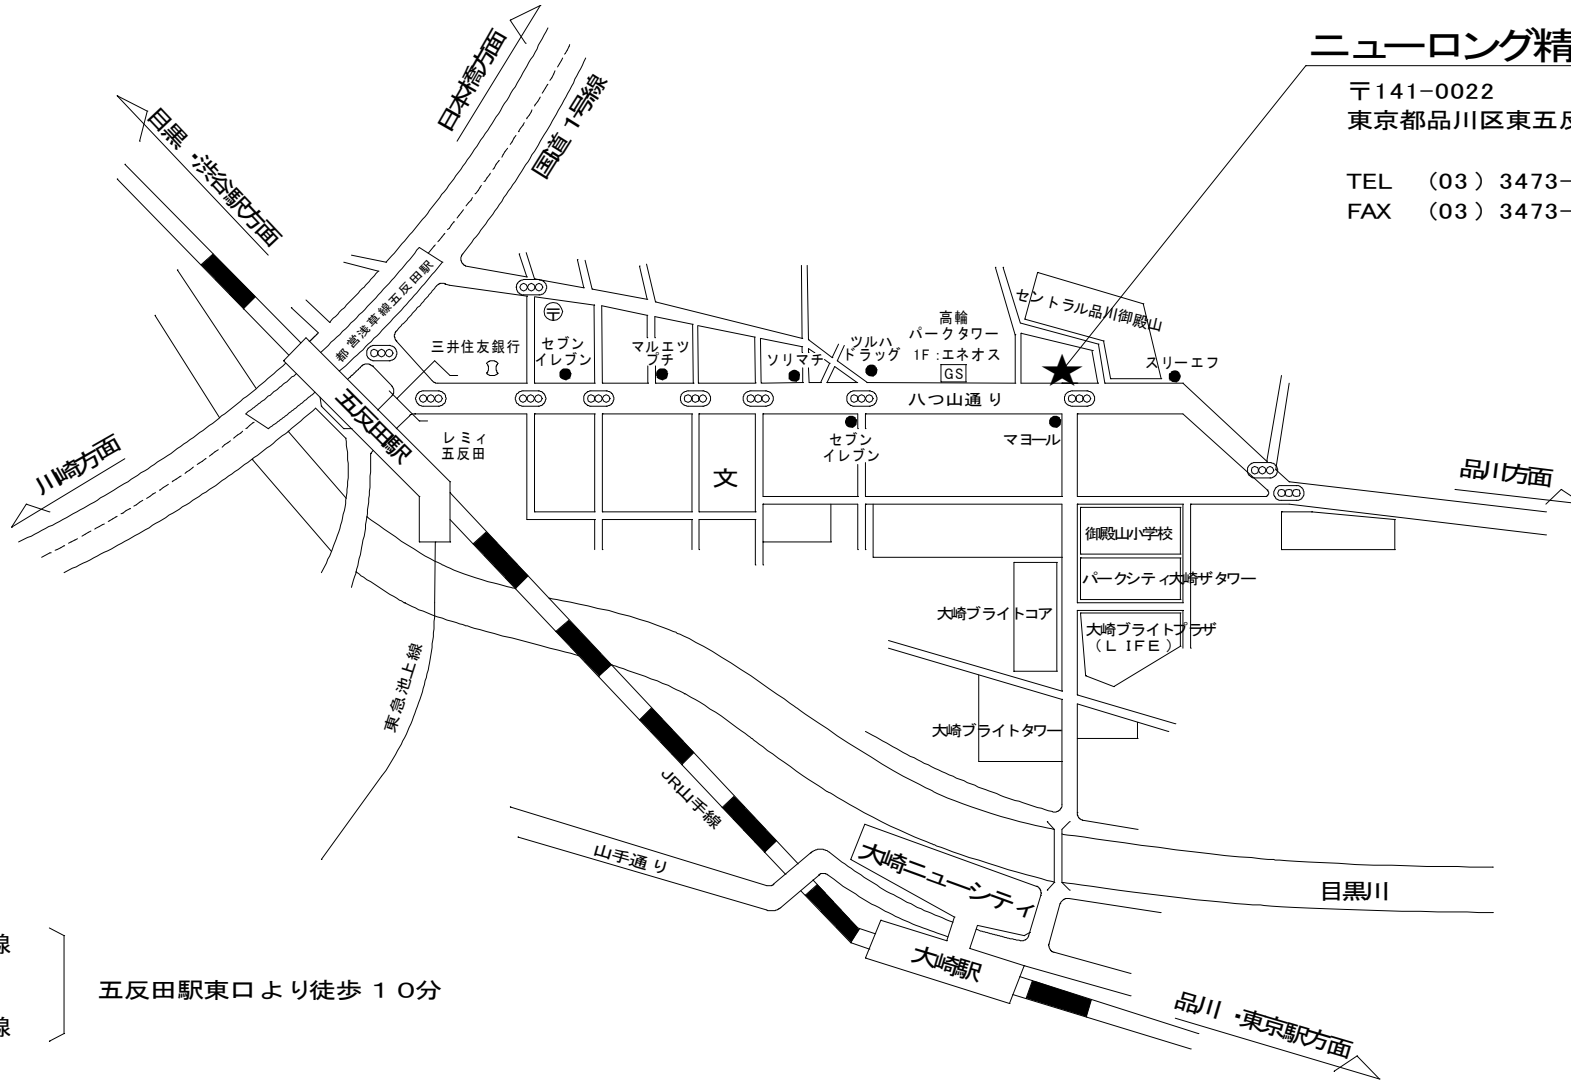 ニューロング精
〒141-0022
東京都品川区東五反
TEL (03) 3473-
FAX (03) 3473-
日本橋方面
国道 1号線
目黒・渋谷駅方面
都営浅草線五反田駅
三井住友銀行
セブン
イレブン
マルエツ
プチ
ソリマチ
ツルハ
ドラッグ
高輪
パークタワー
1F:エネオス
GS
セントラル品川御殿山
スリーエフ
八つ山通り
五反田駅
レミィ
五反田
文
セブン
イレブン
マヨール
川崎方面
品川方面
御殿山小学校
パークシティ大崎ザタワー
大崎ブライトコア
大崎ブライトプラザ
(LIFE)
大崎ブライトタワー
東急池上線
JR山手線
山手通り
大崎ニューシティ
目黒川
大崎駅
品川・東京駅方面
線
五反田駅東口より徒歩10分
線